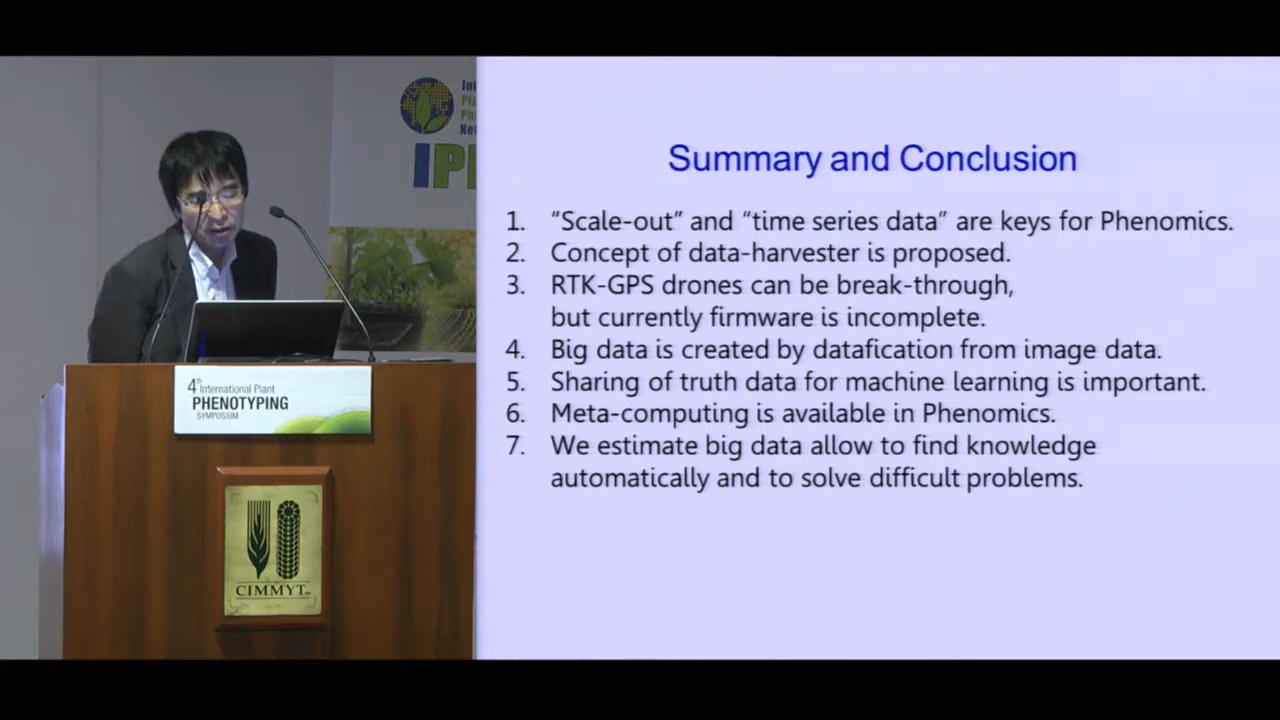 Summary and Conclusion
1. “Scale-out” and “time series data” are keys for Phenomics.
2. Concept of data-harvester is proposed.
3. RTK-GPS drones can be break-through,
but currently firmware is incomplete.
4. Big data is created by datafication from image data.
5. Sharing of truth data for machine learning is important.
6. Meta-computing is available in Phenomics.
7. We estimate big data allow to find knowledge
automatically and to solve difficult problems.
4th International Plant
PHENOTYPING
SYMPOSIUM
CIMMYT